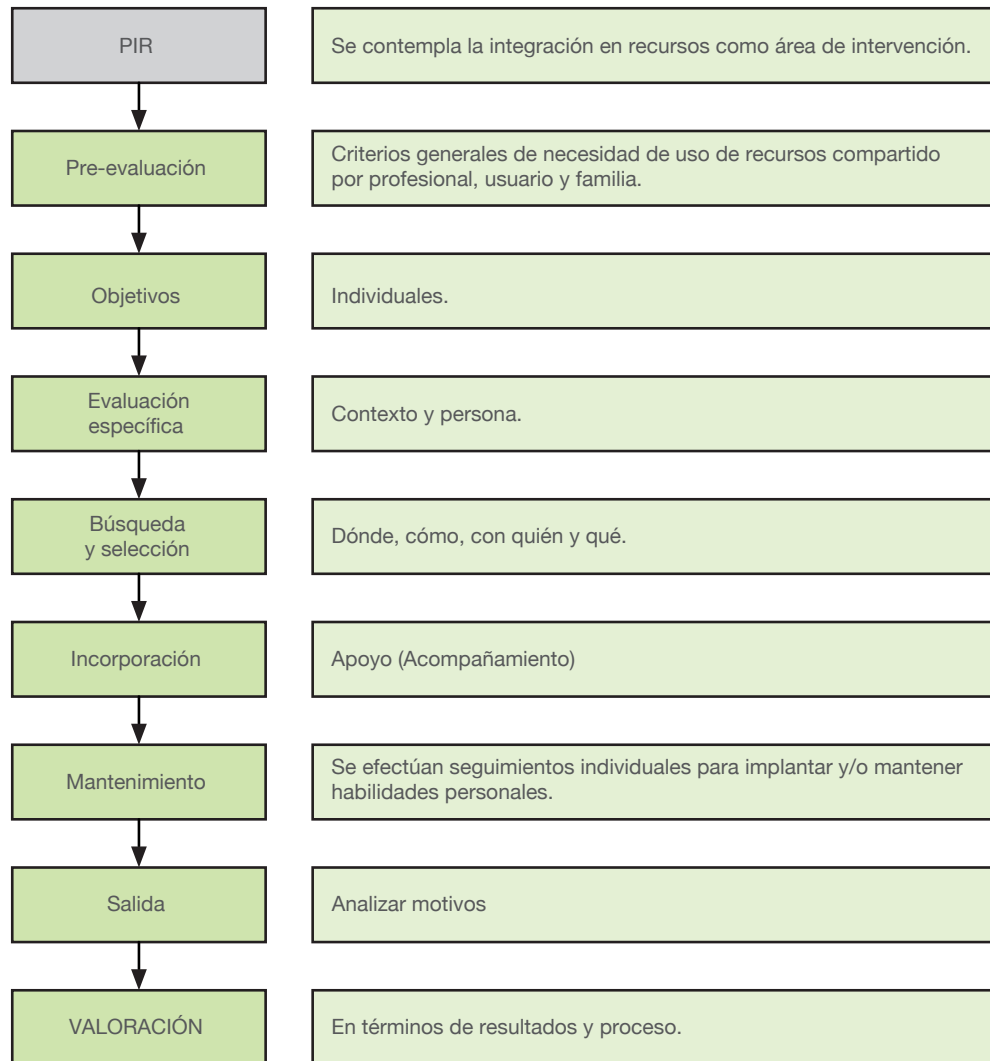 PIR
Se contempla la integración en recursos como área de intervención.
Pre-evaluación
Criterios generales de necesidad de uso de recursos compartido
por profesional, usuario y familia.
Objetivos
Individuales.
Evaluación
específica
Contexto y persona.
Búsqueda
y selección
Dónde, cómo, con quién y qué.
Incorporación
Apoyo (Acompañamiento)
Mantenimiento
Se efectúan seguimientos individuales para implantar y/o mantener
habilidades personales.
Salida
Analizar motivos
VALORACIÓN
En términos de resultados y proceso.